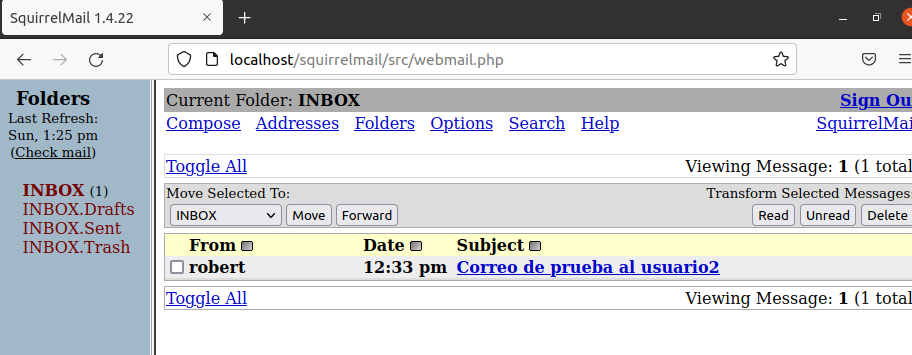 SquirrelMail 1.4.22
localhost/squirrelmail/src/webmail.php
Folders
Last Refresh:
Sun, 1:25 pm
(Check mail)
INBOX (1)
INBOX.Drafts
INBOX.Sent
INBOX.Trash
Current Folder: INBOX Sign Ou
Compose Addresses Folders Options Search Help SquirrelMai
Toggle All Viewing Message: 1 (1 total
Move Selected To: Transform Selected Messages:
INBOX Move Forward Read Unread Delete
From Date Subject
robert 12:33 pm Correo de prueba al usuario2
Toggle All Viewing Message: 1 (1 total